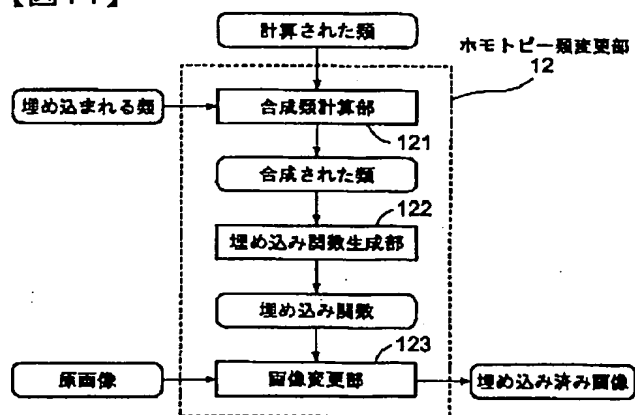 計算された類
ホモトピー類変更部
12
埋め込まれる類
合成類計算部
121
合成された類
122
埋め込み関数生成部
埋め込み関数
123
原画像
画像変更部
埋め込み済み画像